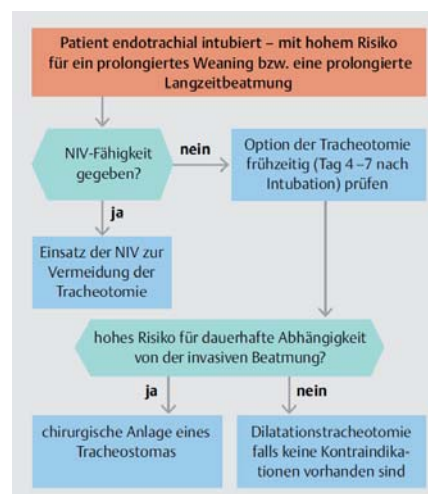 Patient endotrachial intubiert – mit hohem Risiko
für ein prolongiertes Weaning bzw. eine prolongierte
Langzeitbeatmung
NIV-Fähigkeit
gegeben?
nein
Option der Tracheotomie
frühzeitig (Tag 4–7 nach
Intubation) prüfen
ja
Einsatz der NIV zur
Vermeidung der
Tracheotomie
hohes Risiko für dauerhafte Abhängigkeit
von der invasiven Beatmung?
ja
nein
chirurgische Anlage eines
Tracheostomas
Dilatationstracheotomie
falls keine Kontraindika-
tionen vorhanden sind